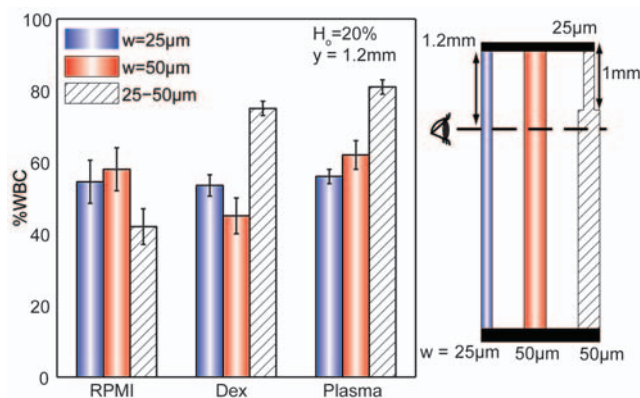 100
80
60
40
20
0
%WBC
w=25µm
w=50µm
25−50µm
Hₒ=20%
y = 1.2mm
RPMI
Dex
Plasma
25µm
1.2mm
1mm
w = 25µm 50µm 50µm